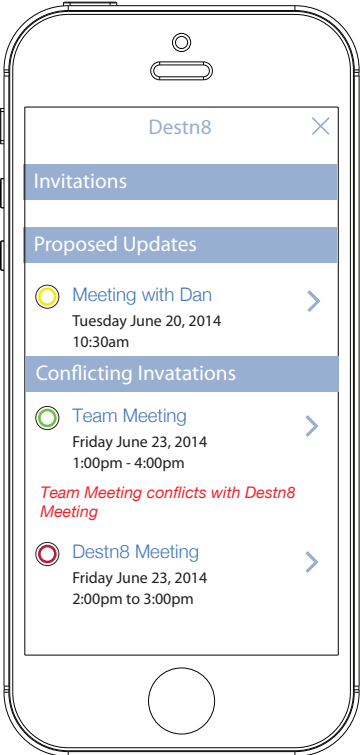 Destn8
Invitations
Proposed Updates
Meeting with Dan
Tuesday June 20, 2014
10:30am
Conflicting Invatations
Team Meeting
Friday June 23, 2014
1:00pm - 4:00pm
Team Meeting conflicts with Destn8
Meeting
Destn8 Meeting
Friday June 23, 2014
2:00pm to 3:00pm